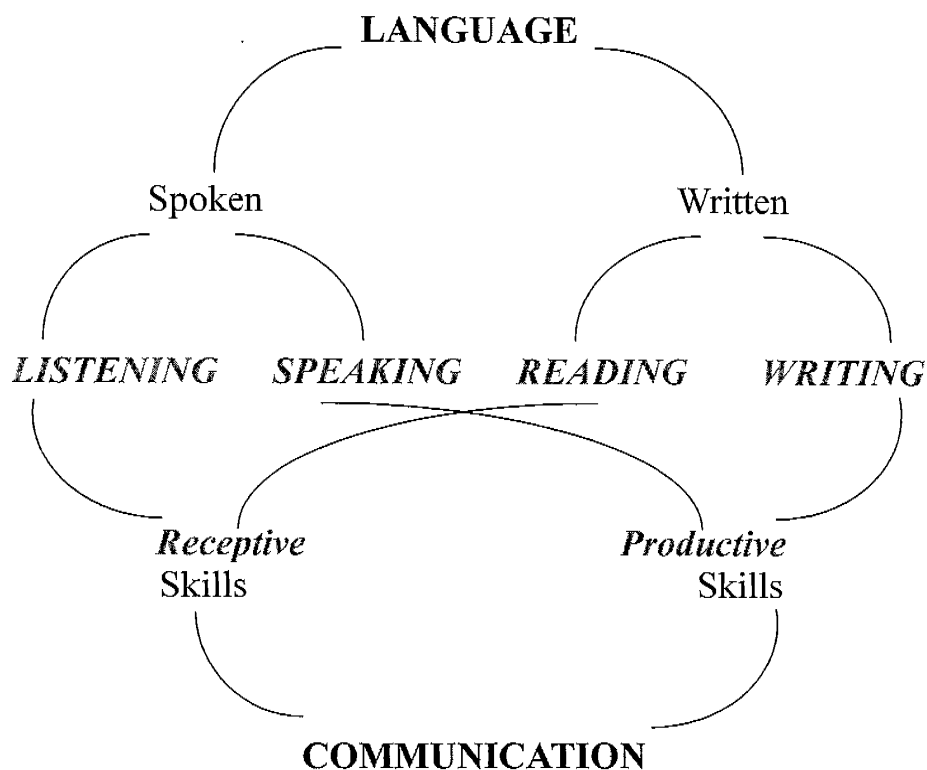 LANGUAGE
Spoken Written
LISTENING SPEAKING READING WRITING
Receptive Productive
Skills Skills
COMMUNICATION